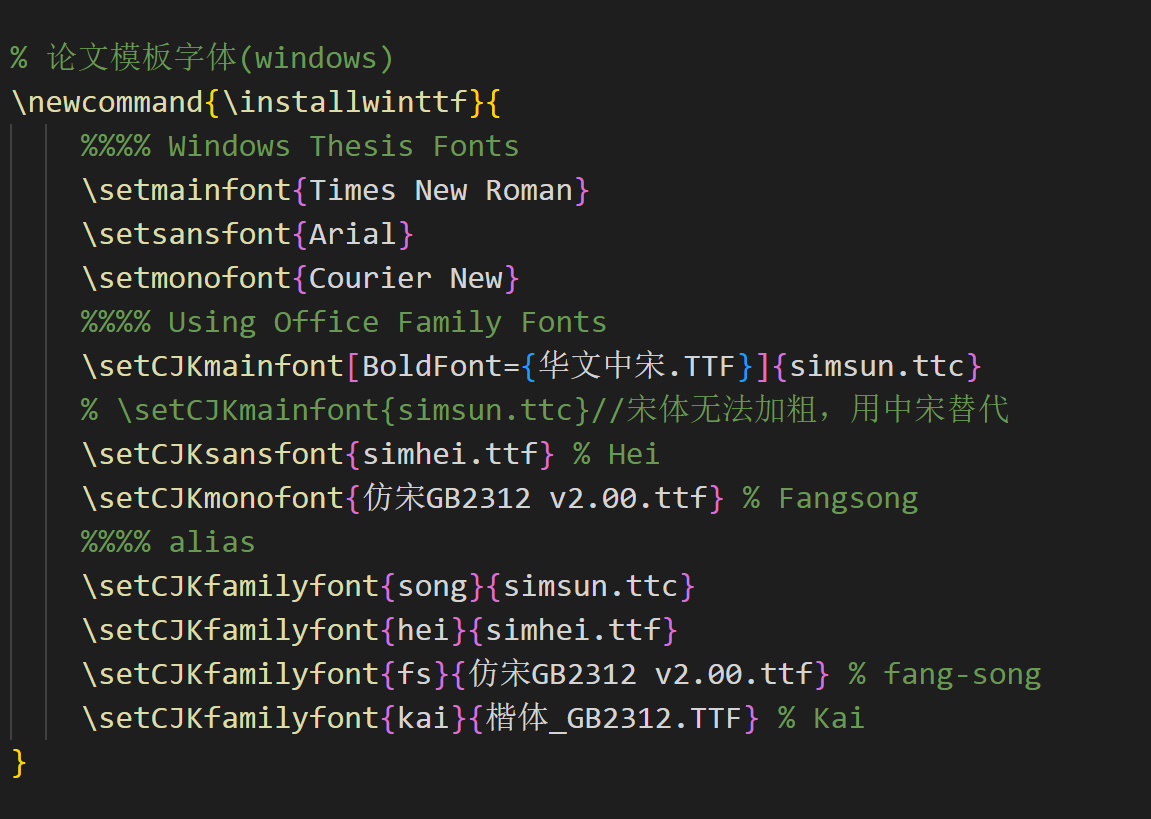 % 论文模板字体(windows)
\newcommand{\installwinttf}{
%%%% Windows Thesis Fonts
\setmainfont{Times New Roman}
\setsansfont{Arial}
\setmonofont{Courier New}
%%%% Using Office Family Fonts
\setCJKmainfont[BoldFont={华文中宋.TTF}]{simsun.ttc}
% \setCJKmainfont{simsun.ttc}//宋体无法加粗，用中宋替代
\setCJKsansfont{simhei.ttf} % Hei
\setCJKmonofont{仿宋GB2312 v2.00.ttf} % Fangsong
%%%% alias
\setCJKfamilyfont{song}{simsun.ttc}
\setCJKfamilyfont{hei}{simhei.ttf}
\setCJKfamilyfont{fs}{仿宋GB2312 v2.00.ttf} % fang-song
\setCJKfamilyfont{kai}{楷体_GB2312.TTF} % Kai
}